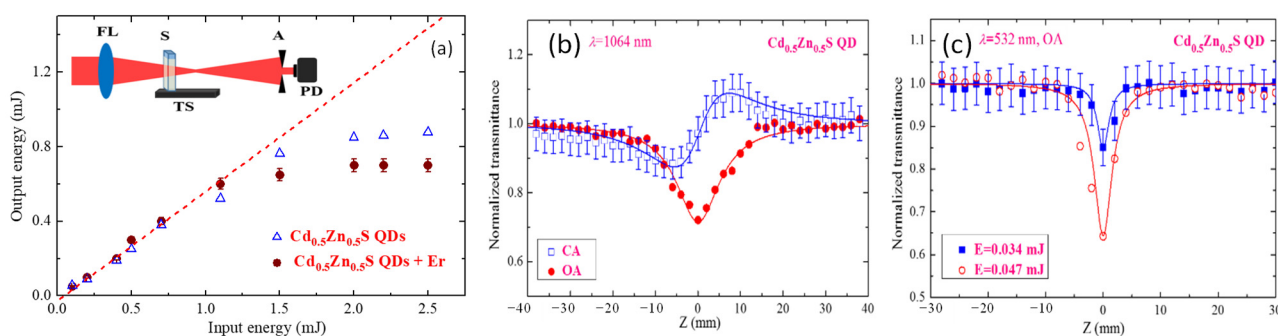 (a)
FL
S
A
TS
PD
Output energy (mJ)
1.2
0.8
0.4
0.0
0.0 0.5 1.0 1.5 2.0 2.5
Input energy (mJ)
Cd0.5Zn0.5S QDs
Cd0.5Zn0.5S QDs + Er
(b)
λ=1064 nm
Cd0.5Zn0.5S QD
Normalized transmittance
1.2
1.0
0.8
0.6
−40 −30 −20 −10 0 10 20 30 40
Z (mm)
CA
OA
(c)
λ=532 nm, OA
Cd0.5Zn0.5S QD
Normalized transmittance
1.1
1.0
0.9
0.8
0.7
0.6
0.5
−30 −20 −10 0 10 20 30
Z (mm)
E=0.034 mJ
E=0.047 mJ